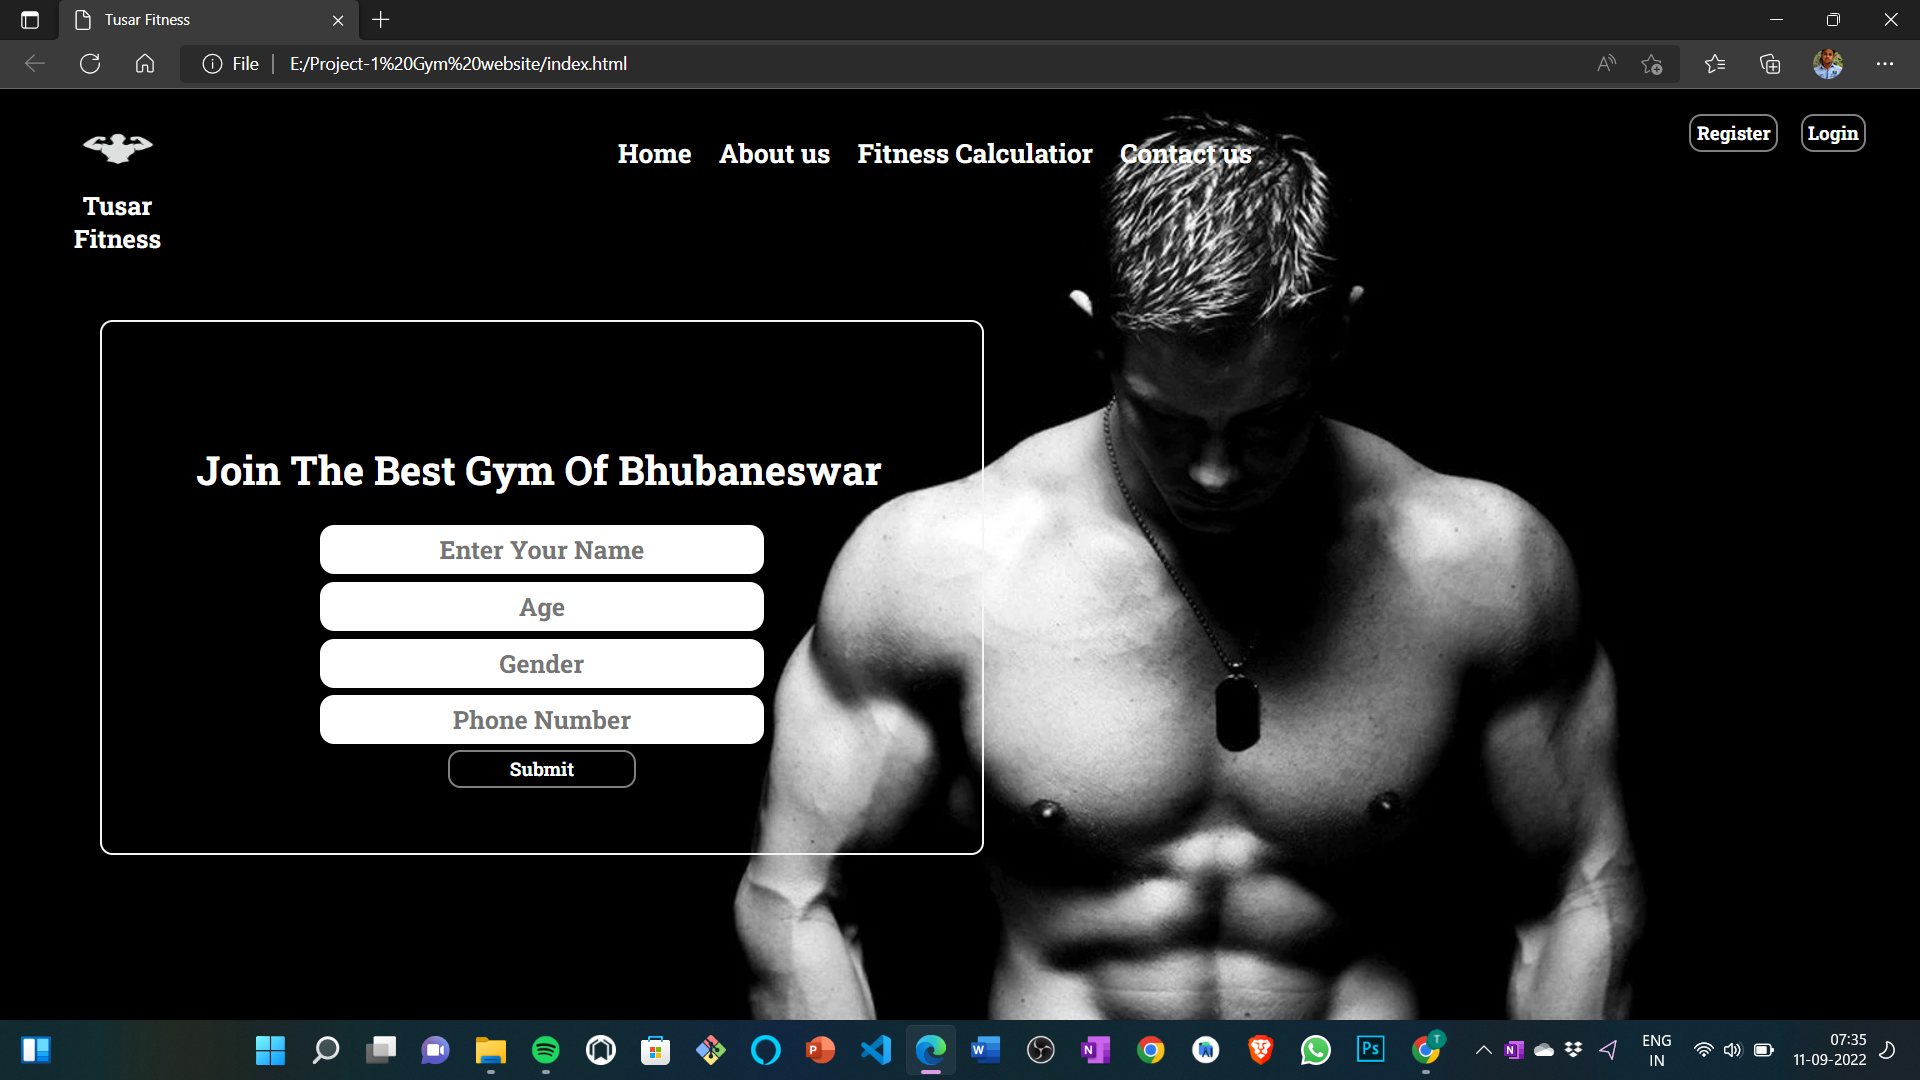 Tusar Fitness
File
E:/Project-1%20Gym%20website/index.html
Home About us Fitness Calculatior Contact us
Register Login
Tusar
Fitness
Join The Best Gym Of Bhubaneswar
Enter Your Name
Age
Gender
Phone Number
Submit
ENG
IN
07:35
11-09-2022